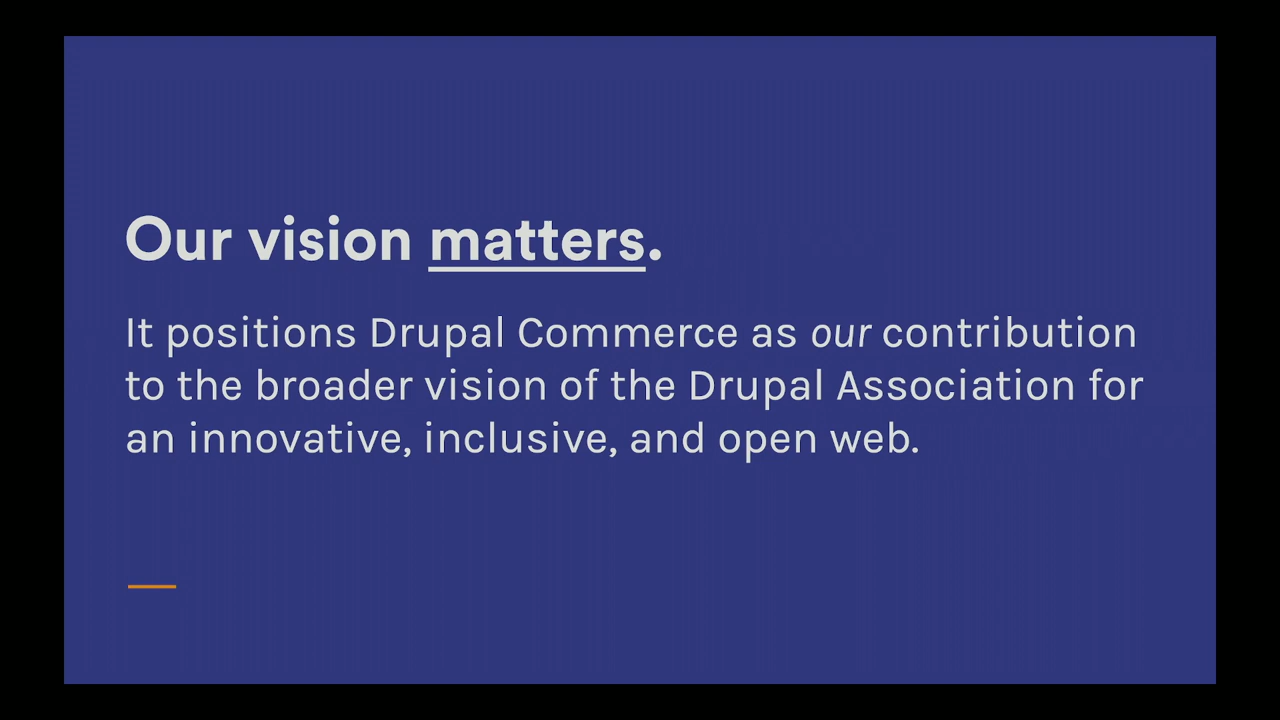 Our vision matters.
It positions Drupal Commerce as our contribution
to the broader vision of the Drupal Association for
an innovative, inclusive, and open web.